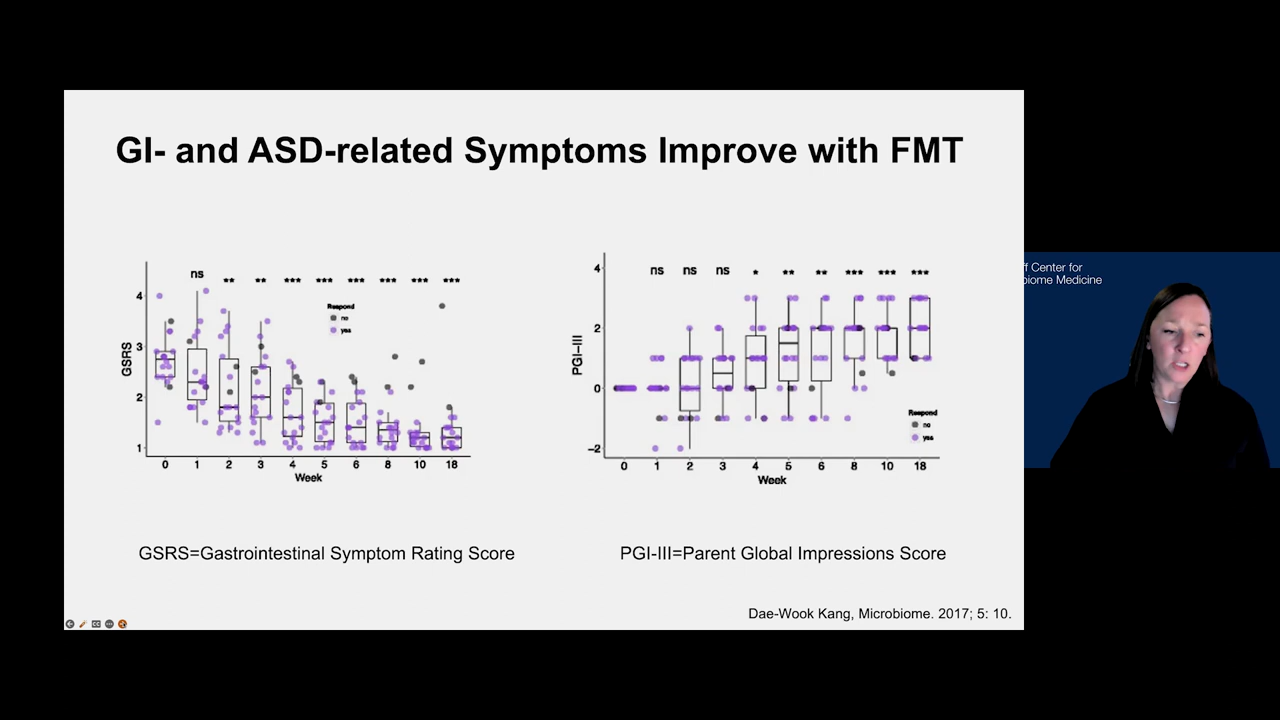 GI- and ASD-related Symptoms Improve with FMT
ns ** ** *** *** *** *** *** ***
Respond
no
yes
GSRS
4
3
2
1
0 1 2 3 4 5 6 8 10 18
Week
ns ns ns * ** ** *** *** ***
PGI-III
4
2
0
-2
Respond
no
yes
0 1 2 3 4 5 6 8 10 18
Week
GSRS=Gastrointestinal Symptom Rating Score
PGI-III=Parent Global Impressions Score
Dae-Wook Kang, Microbiome. 2017; 5: 10.
ff Center for
biome Medicine